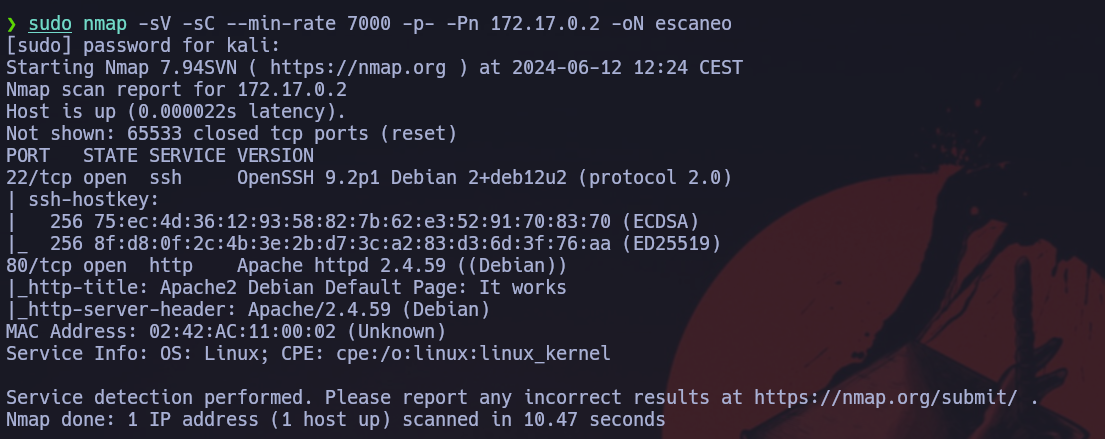 ❯ sudo nmap -sV -sC --min-rate 7000 -p- -Pn 172.17.0.2 -oN escaneo
[sudo] password for kali:
Starting Nmap 7.94SVN ( https://nmap.org ) at 2024-06-12 12:24 CEST
Nmap scan report for 172.17.0.2
Host is up (0.000022s latency).
Not shown: 65533 closed tcp ports (reset)
PORT   STATE SERVICE VERSION
22/tcp open  ssh     OpenSSH 9.2p1 Debian 2+deb12u2 (protocol 2.0)
| ssh-hostkey:
|   256 75:ec:4d:36:12:93:58:82:7b:62:e3:52:91:70:83:70 (ECDSA)
|_  256 8f:d8:0f:2c:4b:3e:2b:d7:3c:a2:83:d3:6d:3f:76:aa (ED25519)
80/tcp open  http    Apache httpd 2.4.59 ((Debian))
|_http-title: Apache2 Debian Default Page: It works
|_http-server-header: Apache/2.4.59 (Debian)
MAC Address: 02:42:AC:11:00:02 (Unknown)
Service Info: OS: Linux; CPE: cpe:/o:linux:linux_kernel

Service detection performed. Please report any incorrect results at https://nmap.org/submit/ .
Nmap done: 1 IP address (1 host up) scanned in 10.47 seconds